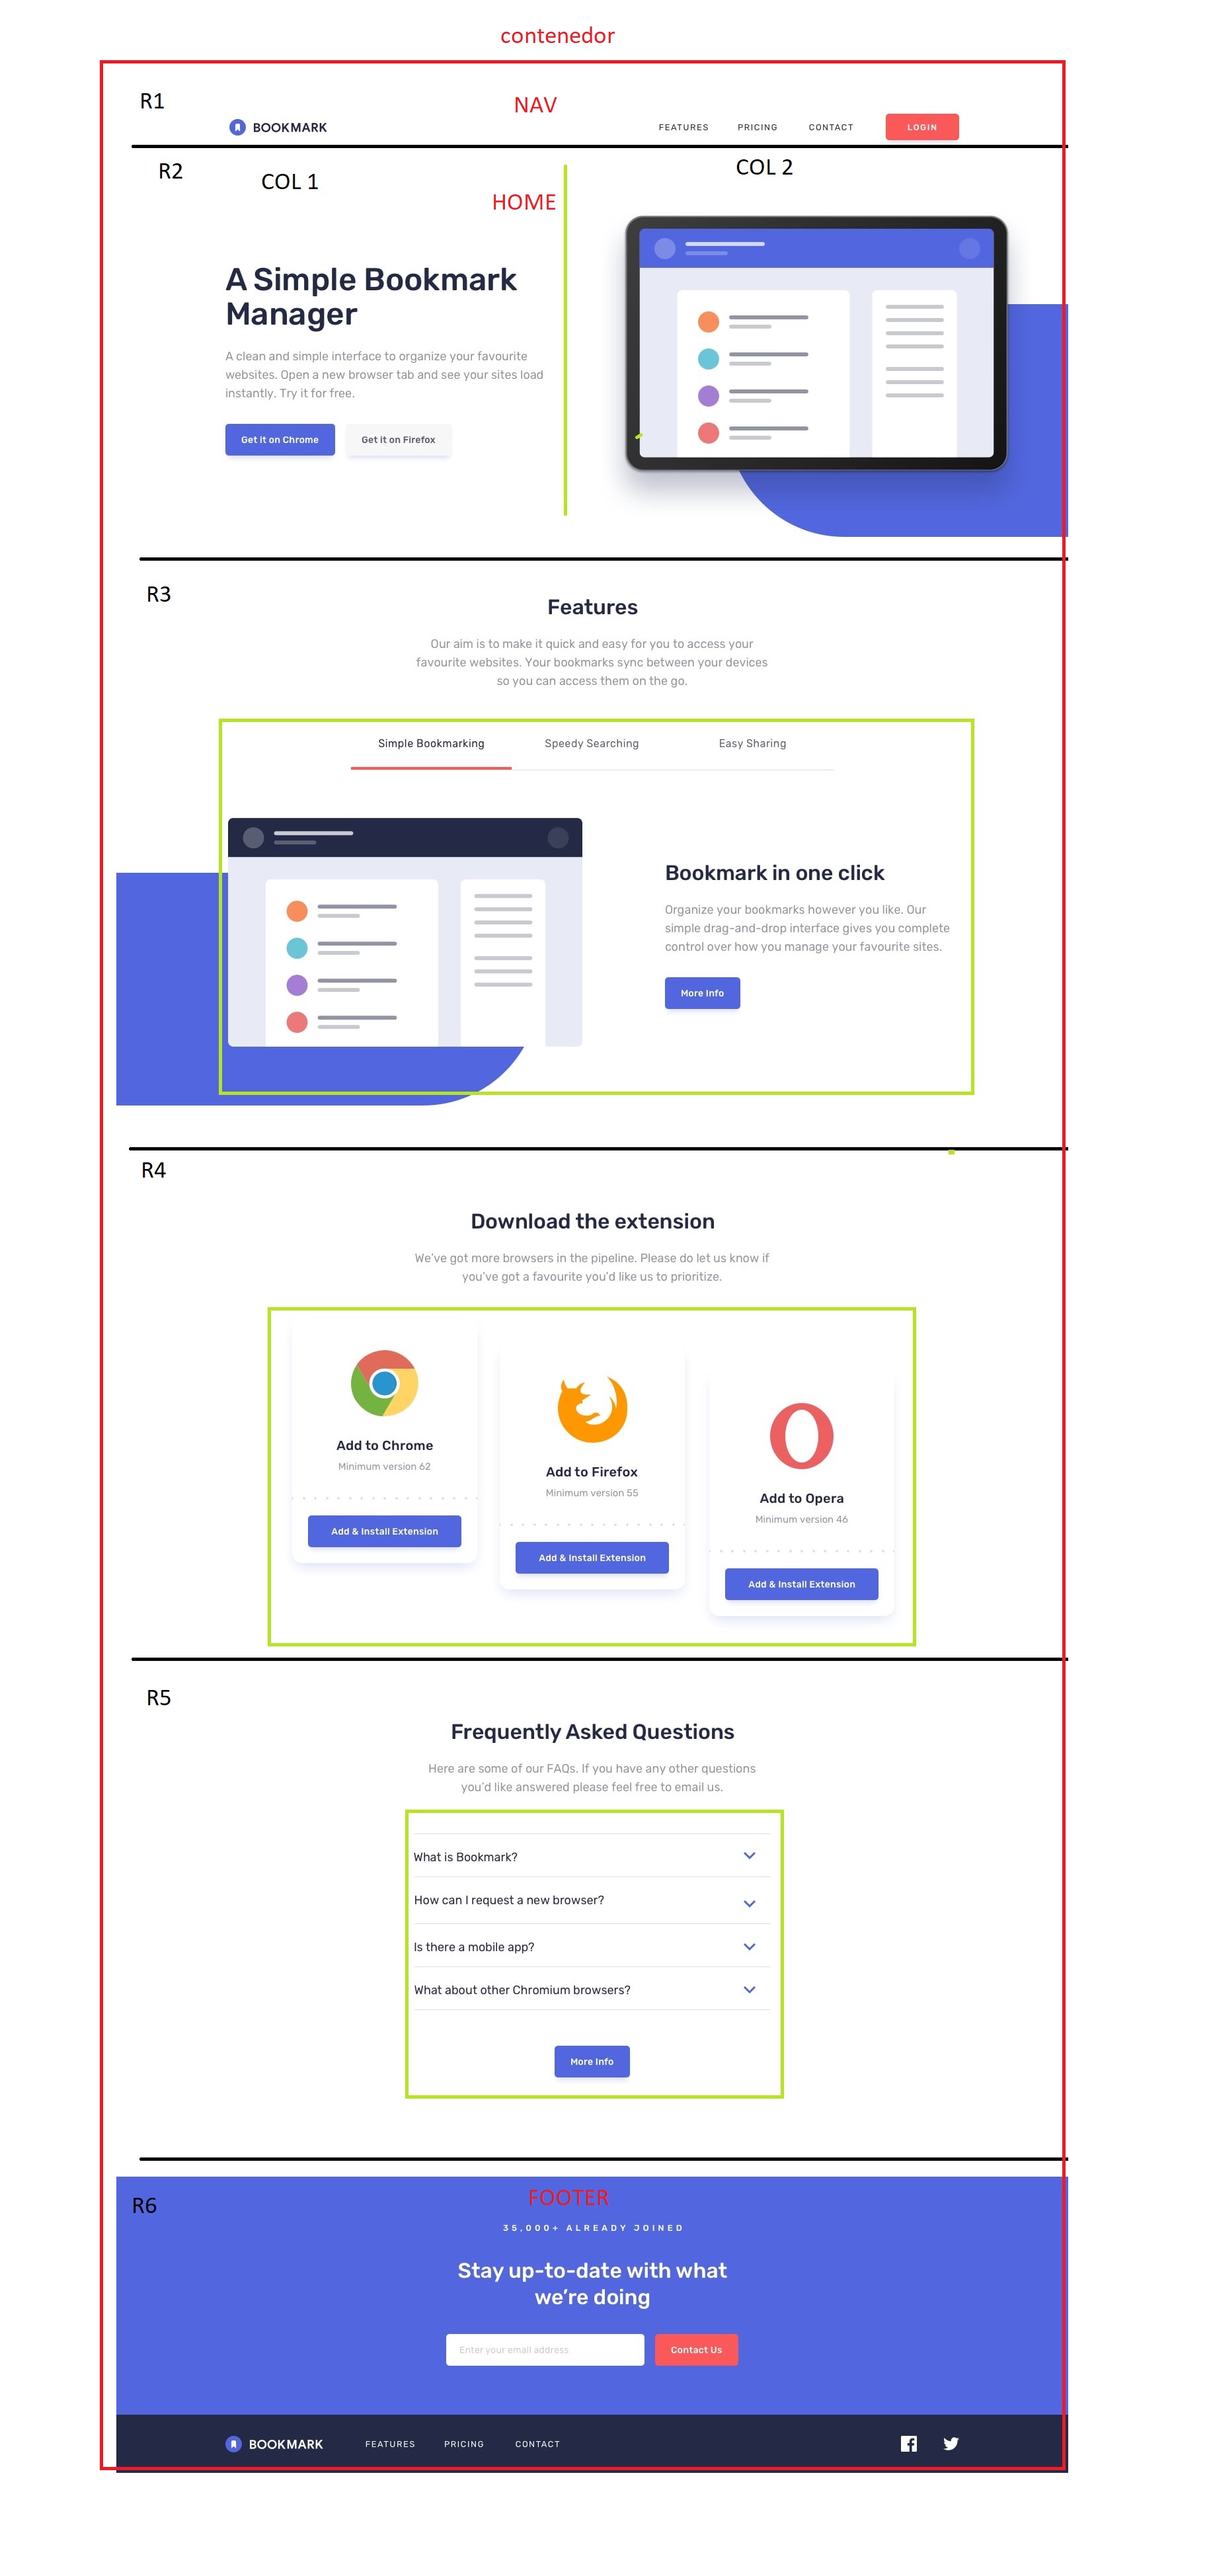 contenedor
R1
NAV
BOOKMARK
FEATURES PRICING CONTACT LOGIN
R2
COL 1
COL 2
HOME
A Simple Bookmark
Manager
A clean and simple interface to organize your favourite
websites. Open a new browser tab and see your sites load
instantly. Try it for free.
Get it on Chrome Get it on Firefox
R3
Features
Our aim is to make it quick and easy for you to access your
favourite websites. Your bookmarks sync between your devices
so you can access them on the go.
Simple Bookmarking Speedy Searching Easy Sharing
Bookmark in one click
Organize your bookmarks however you like. Our
simple drag-and-drop interface gives you complete
control over how you manage your favourite sites.
More Info
R4
Download the extension
We’ve got more browsers in the pipeline. Please do let us know if
you’ve got a favourite you’d like us to prioritize.
Add to Chrome
Minimum version 62
Add & Install Extension
Add to Firefox
Minimum version 55
Add & Install Extension
Add to Opera
Minimum version 46
Add & Install Extension
R5
Frequently Asked Questions
Here are some of our FAQs. If you have any other questions
you’d like answered please feel free to email us.
What is Bookmark?
How can I request a new browser?
Is there a mobile app?
What about other Chromium browsers?
More Info
R6
FOOTER
35,000+ ALREADY JOINED
Stay up-to-date with what
we’re doing
Enter your email address Contact Us
BOOKMARK FEATURES PRICING CONTACT